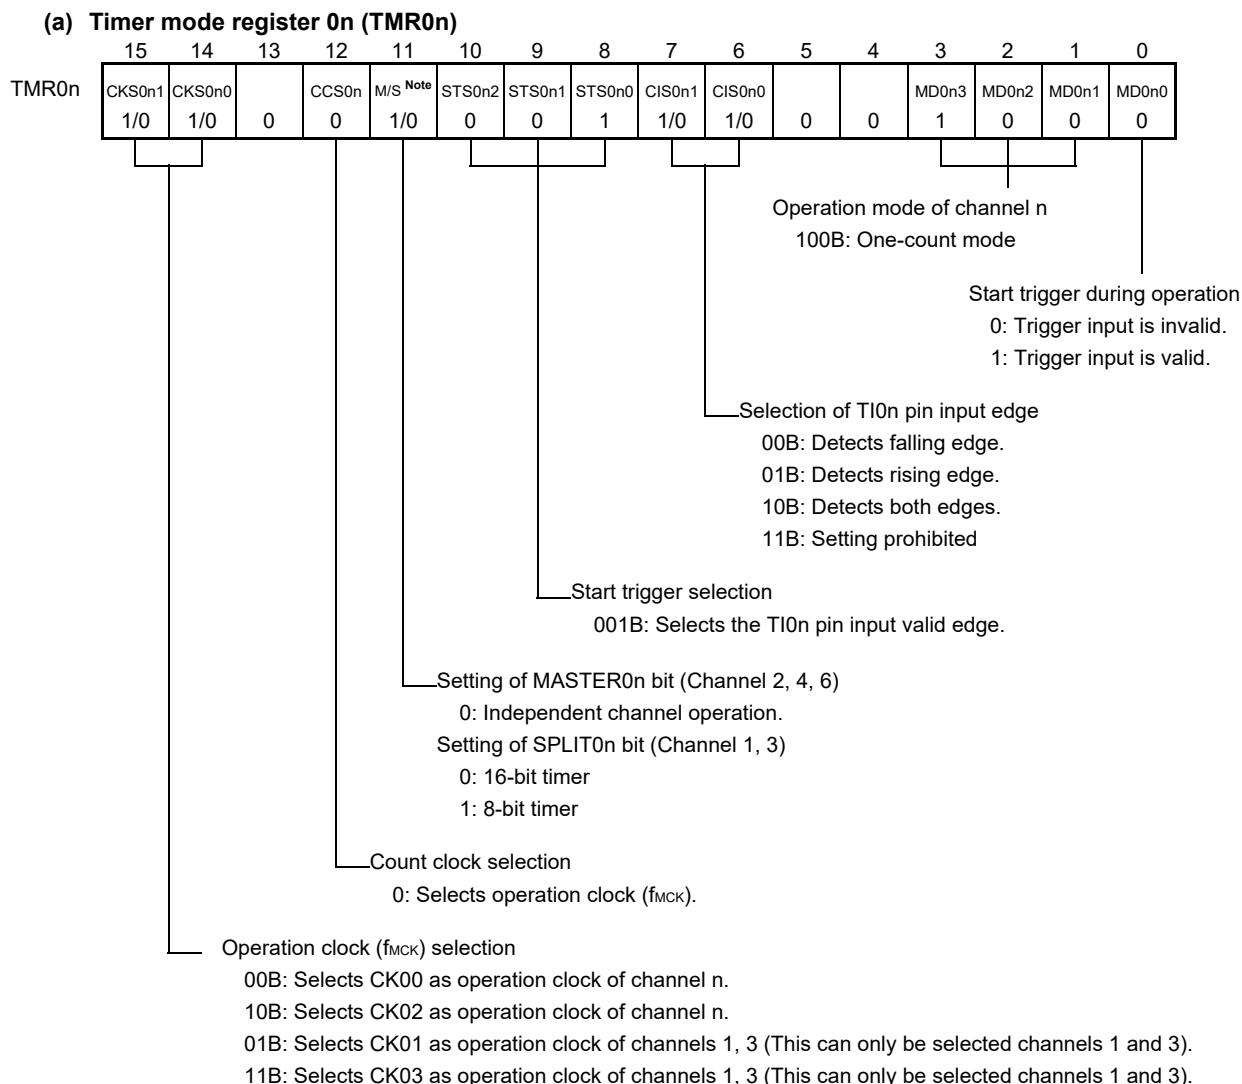 (a) Timer mode register 0n (TMR0n)
15 14 13 12 11 10 9 8 7 6 5 4 3 2 1 0
TMR0n CKS0n1 CKS0n0 CCS0n M/S Note STS0n2 STS0n1 STS0n0 CIS0n1 CIS0n0 MD0n3 MD0n2 MD0n1 MD0n0
1/0 1/0 0 0 1/0 0 0 1 1/0 1/0 0 0 1 0 0 0
Operation mode of channel n
100B: One-count mode
Start trigger during operation
0: Trigger input is invalid.
1: Trigger input is valid.
Selection of TI0n pin input edge
00B: Detects falling edge.
01B: Detects rising edge.
10B: Detects both edges.
11B: Setting prohibited
Start trigger selection
001B: Selects the TI0n pin input valid edge.
Setting of MASTER0n bit (Channel 2, 4, 6)
0: Independent channel operation.
Setting of SPLIT0n bit (Channel 1, 3)
0: 16-bit timer
1: 8-bit timer
Count clock selection
0: Selects operation clock (fMCK).
Operation clock (fMCK) selection
00B: Selects CK00 as operation clock of channel n.
10B: Selects CK02 as operation clock of channel n.
01B: Selects CK01 as operation clock of channels 1, 3 (This can only be selected channels 1 and 3).
11B: Selects CK03 as operation clock of channels 1, 3 (This can only be selected channels 1 and 3).